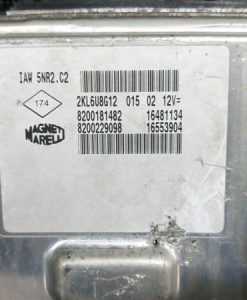 IAW 5NR2.C2
174
2KL6U8G12 015 02 12V=
8200181482 16481134
8200229098 16553904
MAGNETI
MARELLI